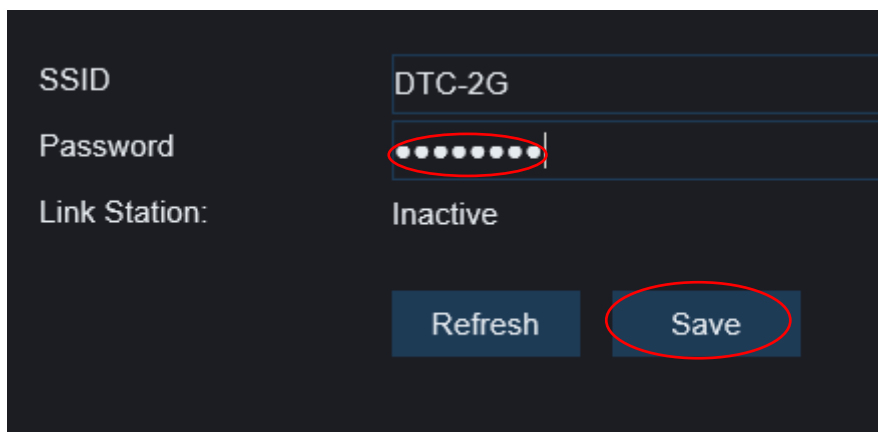 SSID DTC-2G
Password ••••••••
Link Station: Inactive
Refresh Save